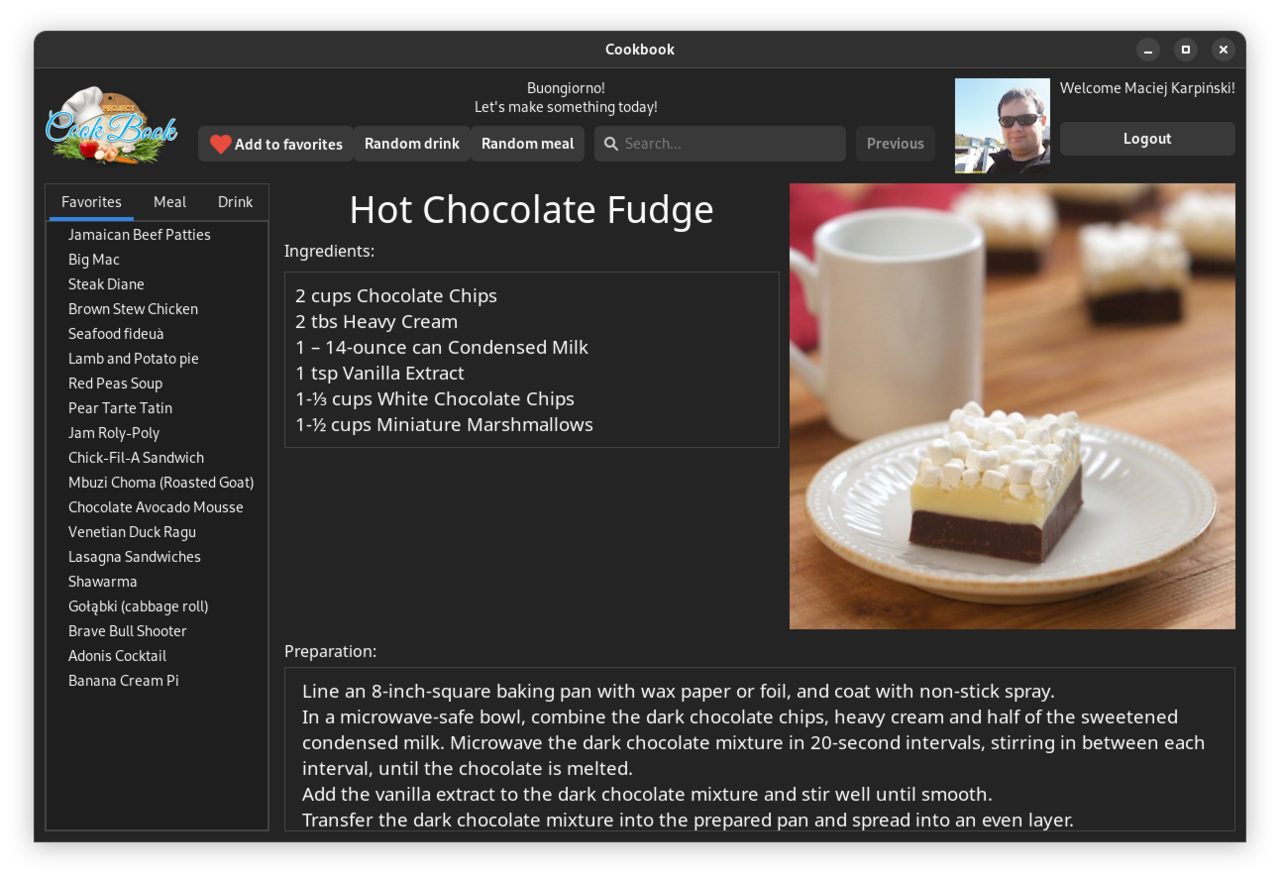 Cookbook
PROJECT
Cook Book
Buongiorno!
Let's make something today!
Add to favorites
Random drink
Random meal
Search...
Previous
Welcome Maciej Karpiński!
Logout
Favorites
Meal
Drink
Jamaican Beef Patties
Big Mac
Steak Diane
Brown Stew Chicken
Seafood fideuà
Lamb and Potato pie
Red Peas Soup
Pear Tarte Tatin
Jam Roly-Poly
Chick-Fil-A Sandwich
Mbuzi Choma (Roasted Goat)
Chocolate Avocado Mousse
Venetian Duck Ragu
Lasagna Sandwiches
Shawarma
Gołąbki (cabbage roll)
Brave Bull Shooter
Adonis Cocktail
Banana Cream Pi
Hot Chocolate Fudge
Ingredients:
2 cups Chocolate Chips
2 tbs Heavy Cream
1 – 14-ounce can Condensed Milk
1 tsp Vanilla Extract
1-⅓ cups White Chocolate Chips
1-½ cups Miniature Marshmallows
Preparation:
Line an 8-inch-square baking pan with wax paper or foil, and coat with non-stick spray.
In a microwave-safe bowl, combine the dark chocolate chips, heavy cream and half of the sweetened
condensed milk. Microwave the dark chocolate mixture in 20-second intervals, stirring in between each
interval, until the chocolate is melted.
Add the vanilla extract to the dark chocolate mixture and stir well until smooth.
Transfer the dark chocolate mixture into the prepared pan and spread into an even layer.